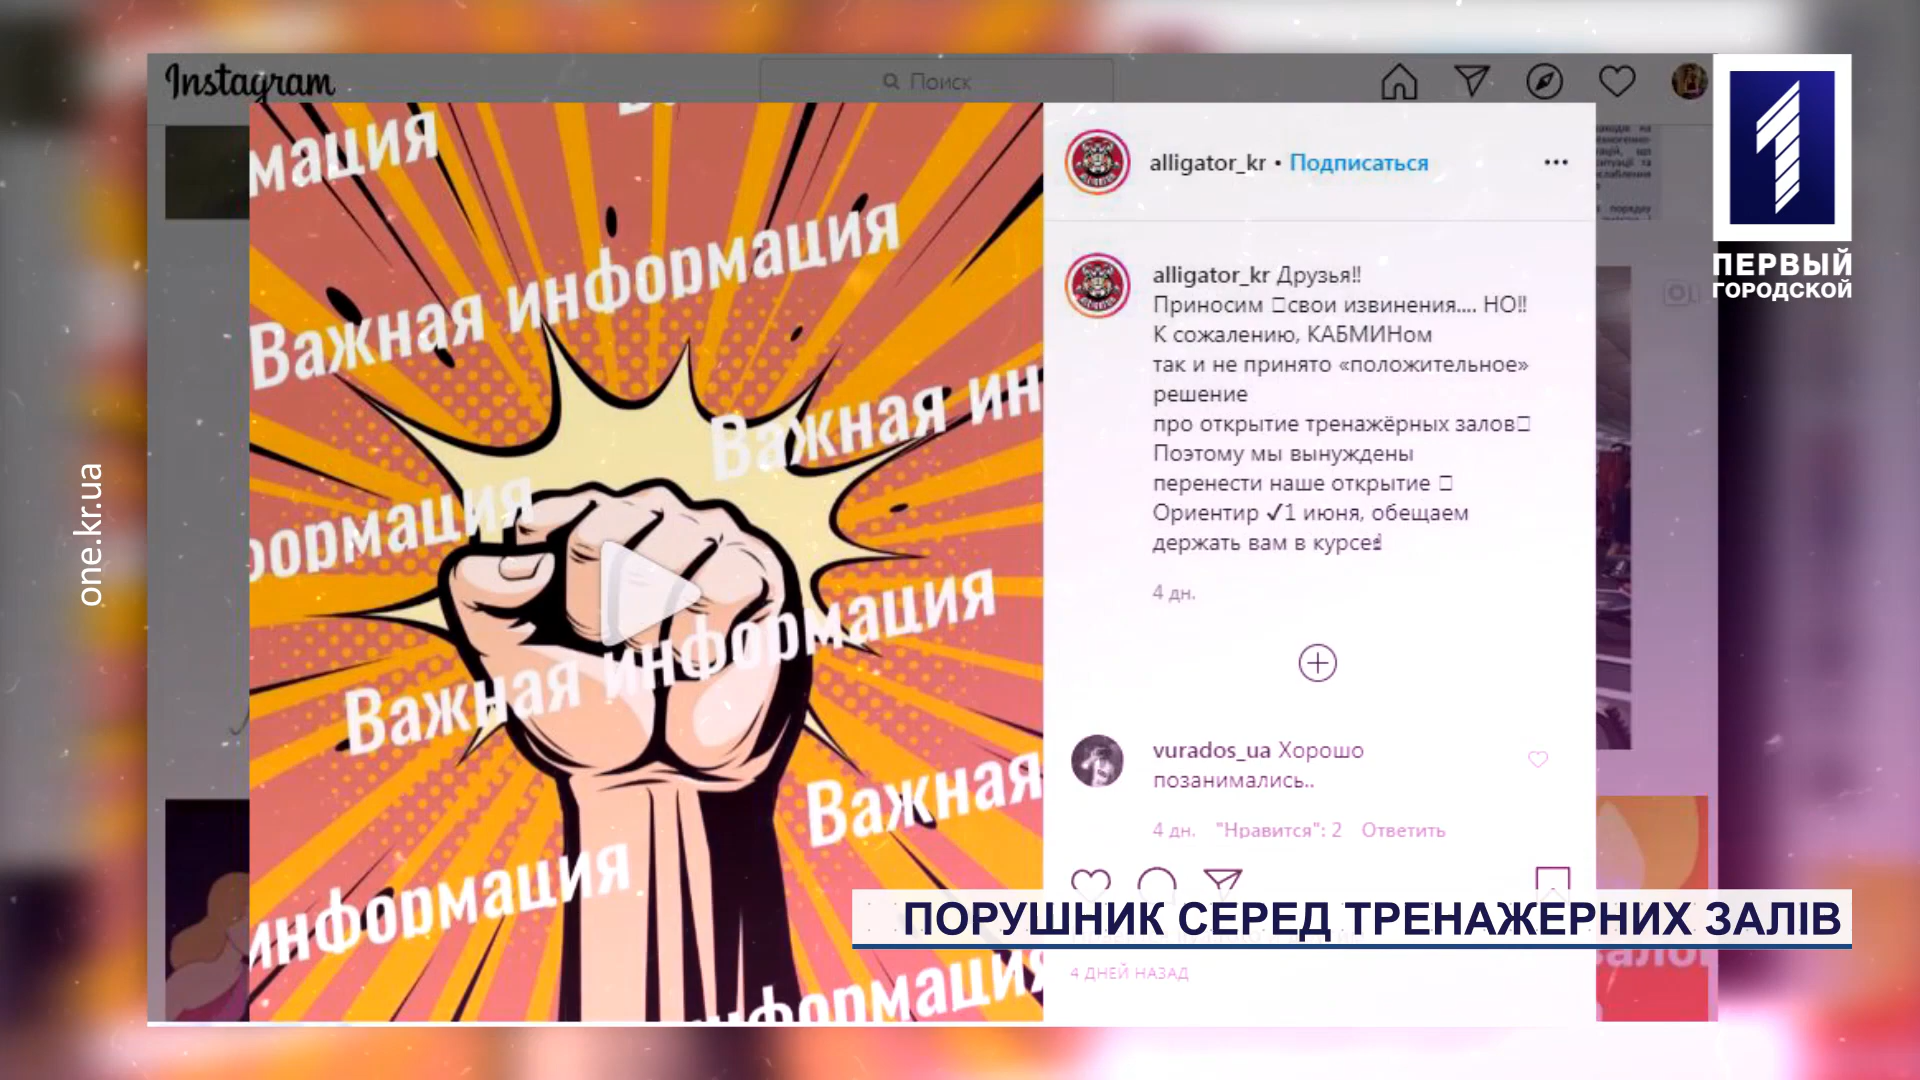 Instagram
Поиск
мация
Важная информация
Важная ин
ормация
Важная информация
Важная
информация
формация
alligator_kr • Подписаться
alligator_kr Друзья‼
Приносим свои извинения.... НО‼
К сожалению, КАБМИНом
так и не принято «положительное»
решение
про открытие тренажёрных залов
Поэтому мы вынуждены
перенести наше открытие
Ориентир ✓1 июня, обещаем
держать вам в курсе
4 дн.
vurados_ua Хорошо
позанимались..
4 дн. "Нравится": 2 Ответить
4 ДНЕЙ НАЗАД
ПОРУШНИК СЕРЕД ТРЕНАЖЕРНИХ ЗАЛІВ
ПЕРВЫЙ
ГОРОДСКОЙ
one.kr.ua